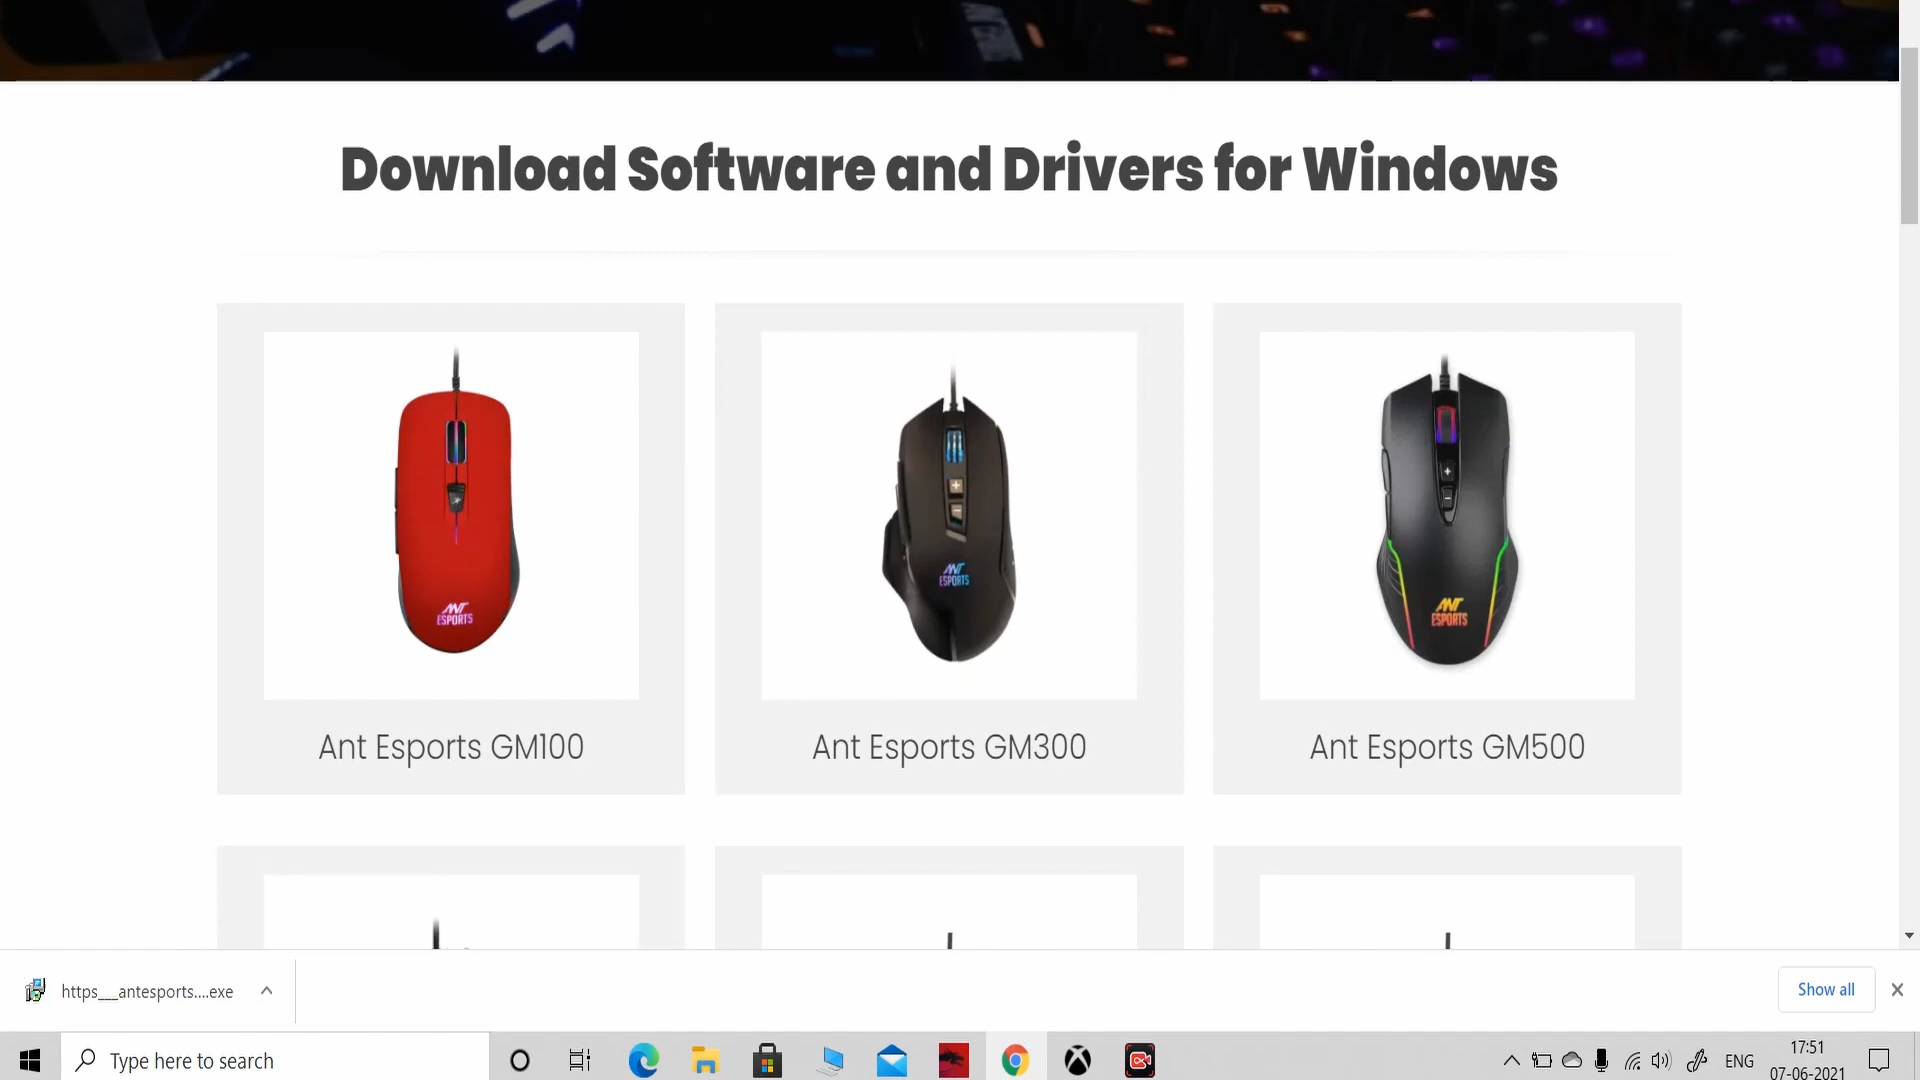 Download Software and Drivers for Windows
ANT
ESPORTS
ANT
ESPORTS
ANT
ESPORTS
Ant Esports GM100
Ant Esports GM300
Ant Esports GM500
https___antesports....exe
Show all
Type here to search
ENG
17:51
07-06-2021